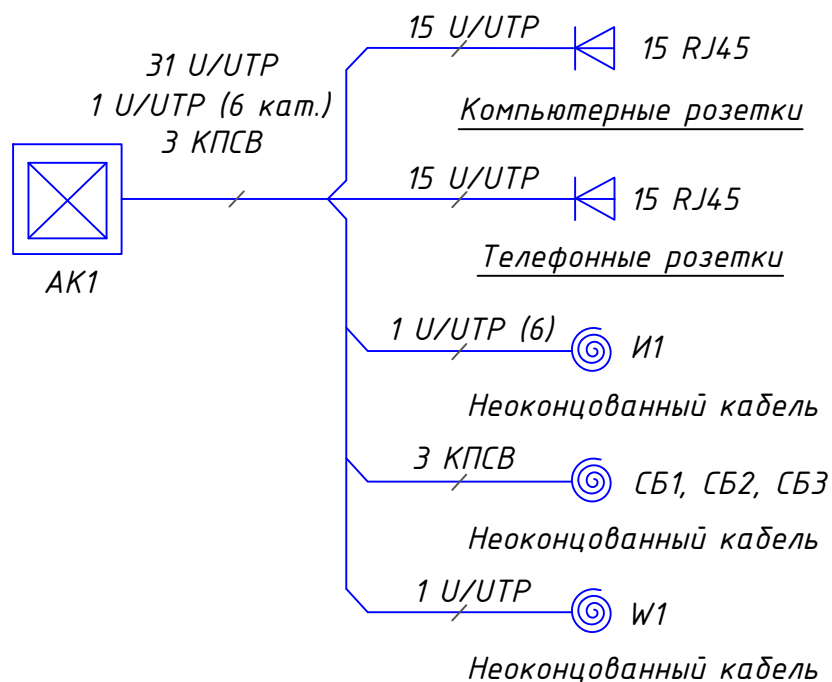 31 U/UTP
1 U/UTP (6 кат.)
3 КПСВ
АК1
15 U/UTP
15 RJ45
Компьютерные розетки
15 U/UTP
15 RJ45
Телефонные розетки
1 U/UTP (6)
И1
Неоконцованный кабель
3 КПСВ
СБ1, СБ2, СБ3
Неоконцованный кабель
1 U/UTP
W1
Неоконцованный кабель